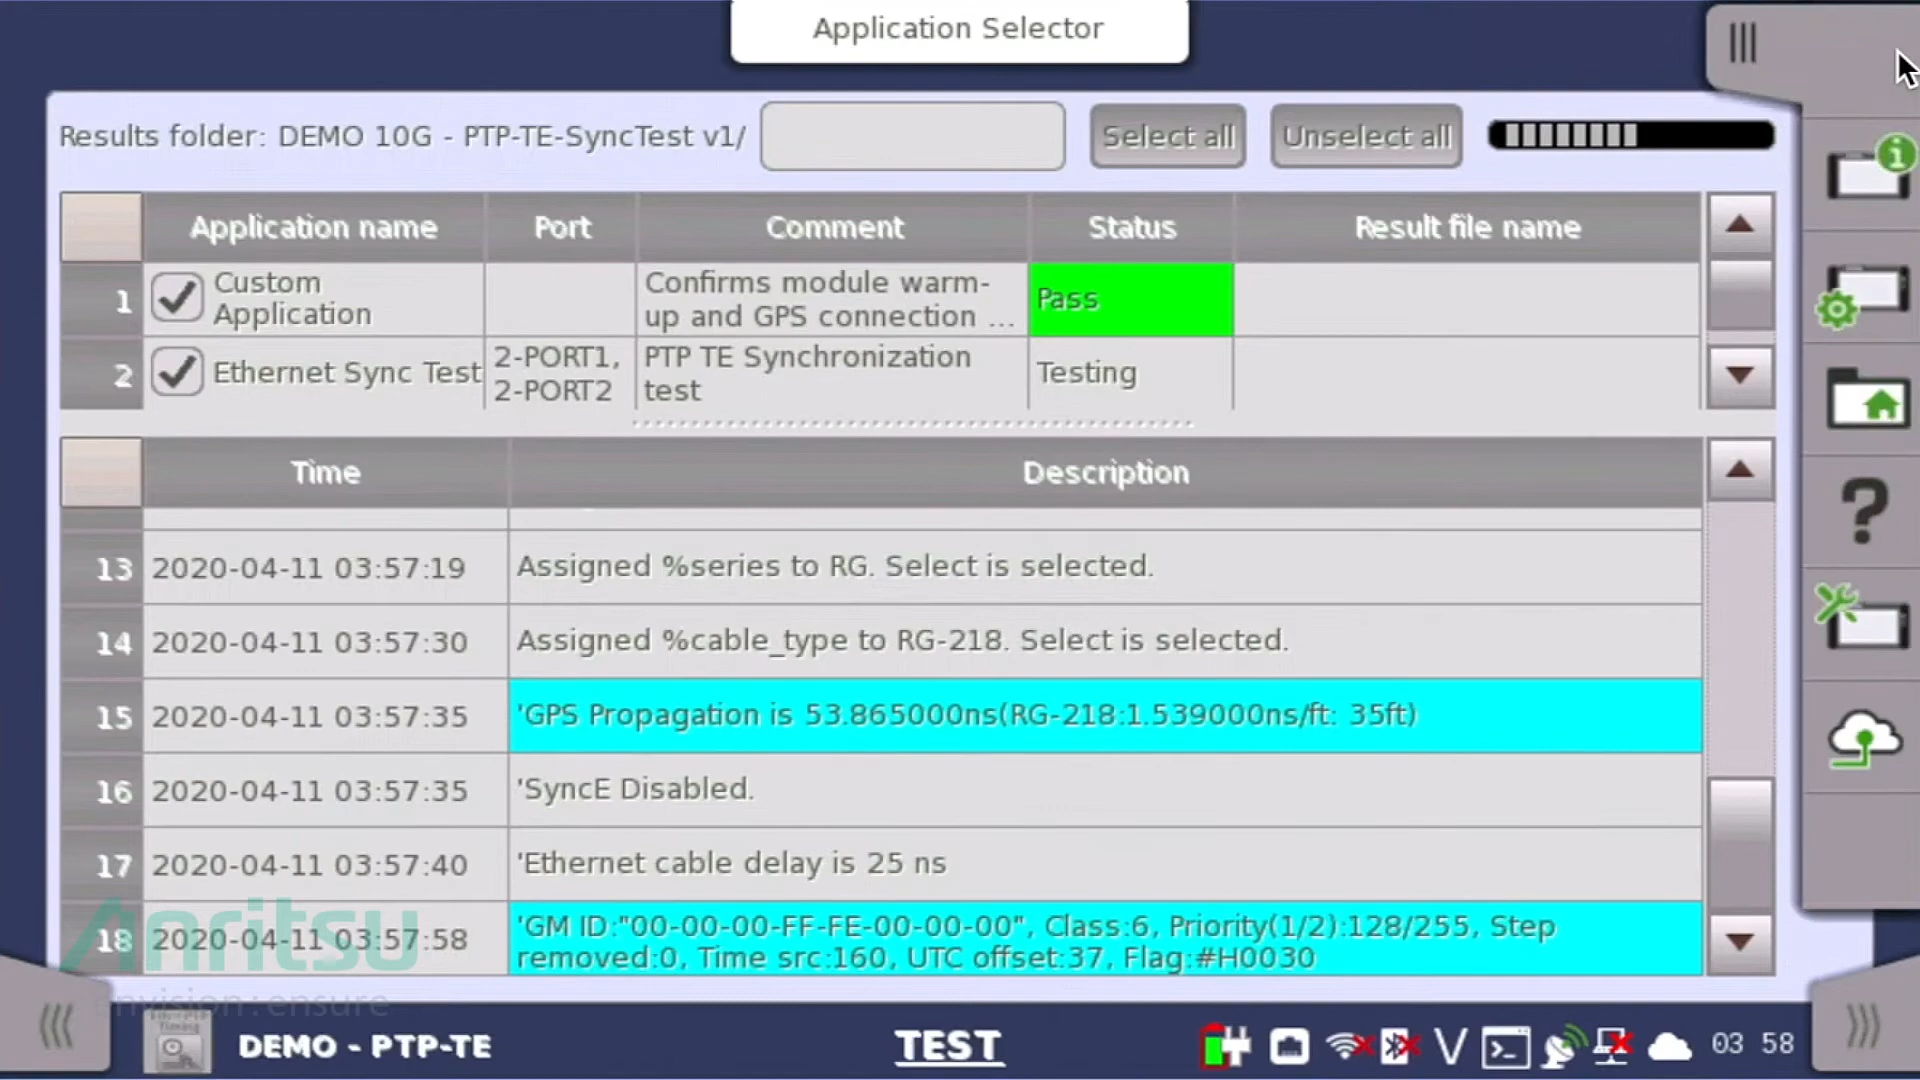 Application Selector
Results folder: DEMO 10G - PTP-TE-SyncTest v1/
Select all
Unselect all
Application name
Port
Comment
Status
Result file name
1
Custom
Application
Confirms module warm-
up and GPS connection ...
Pass
2
Ethernet Sync Test
2-PORT1,
2-PORT2
PTP TE Synchronization
test
Testing
Time
Description
13
2020-04-11 03:57:19
Assigned %series to RG. Select is selected.
14
2020-04-11 03:57:30
Assigned %cable_type to RG-218. Select is selected.
15
2020-04-11 03:57:35
'GPS Propagation is 53.865000ns(RG-218:1.539000ns/ft: 35ft)
16
2020-04-11 03:57:35
'SyncE Disabled.
17
2020-04-11 03:57:40
'Ethernet cable delay is 25 ns
18
2020-04-11 03:57:58
'GM ID:"00-00-00-FF-FE-00-00-00", Class:6, Priority(1/2):128/255, Step
removed:0, Time src:160, UTC offset:37, Flag:#H0030
Anritsu
envision:ensure
Timing
DEMO - PTP-TE
TEST
V
03 58